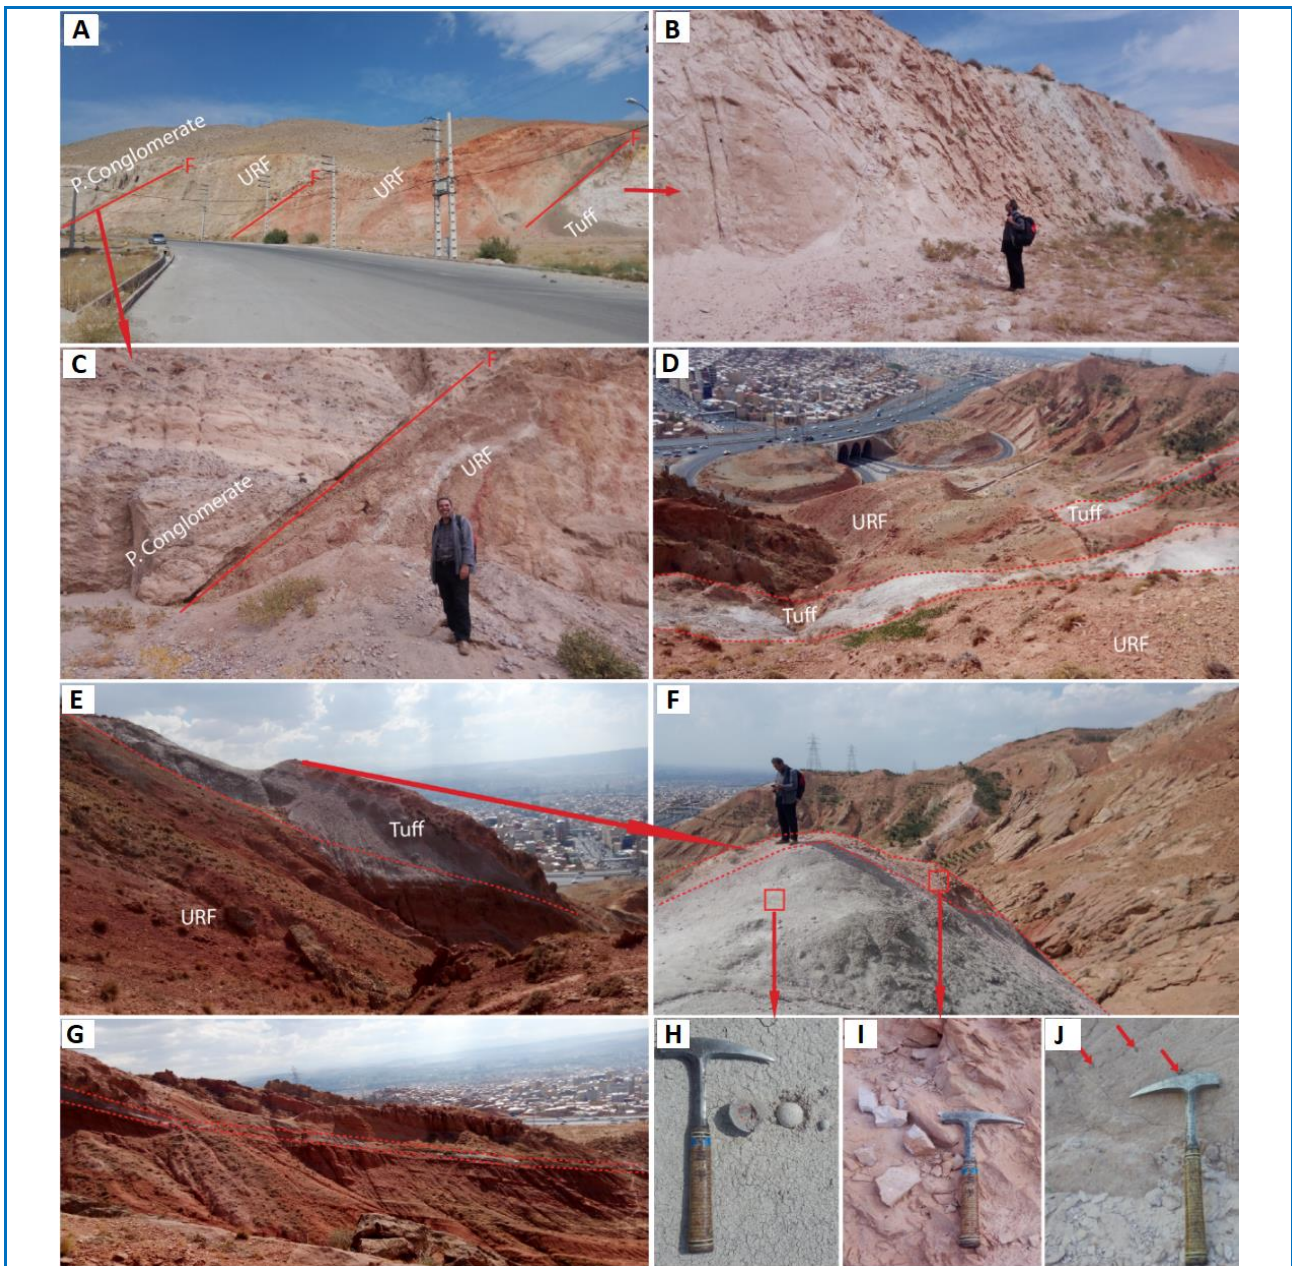 A
P. Conglomerate
F
URF
F
URF
F
Tuff
B
C
F
URF
P. Conglomerate
D
URF
Tuff
Tuff
URF
E
Tuff
URF
F
G
H
I
J